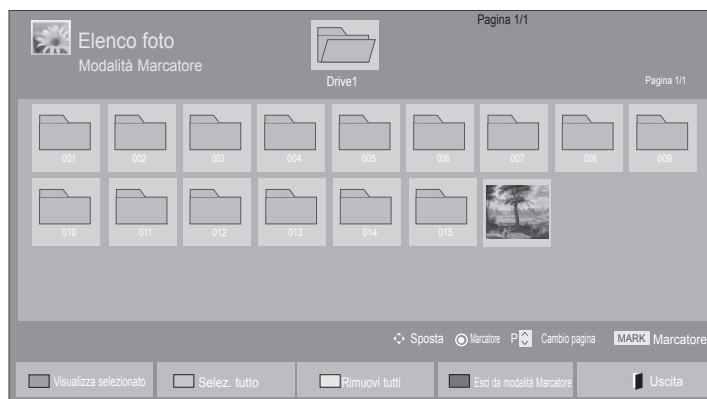 Pagina 1/1
Elenco foto
Modalità Marcatore
Drive1
Pagina 1/1
001 002 003 004 005 006 007 008 009
010 011 012 013 014 015
Sposta Marcatore P Cambio pagina MARK Marcatore
Visualizza selezionato Selez. tutto Rimuovi tutti Esci da modalità Marcatore Uscita